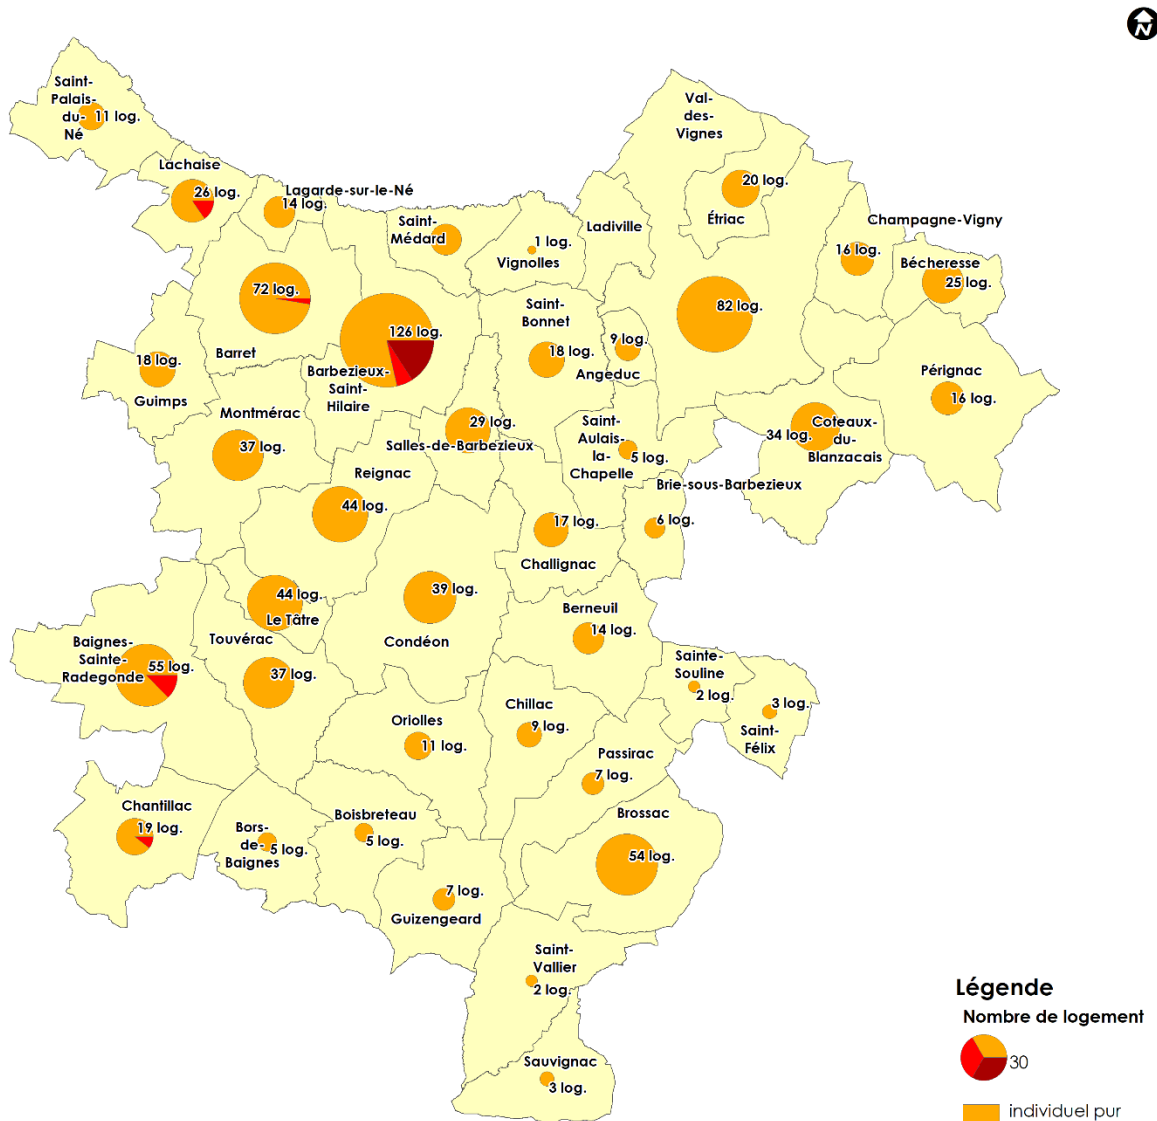 N
Saint-
Palais-
du-
Né
11 log.
Lachaise
26 log.
Lagarde-sur-le-Né
14 log.
Saint-
Médard
1 log.
Vignolles
Ladiville
Val-
des-
Vignes
20 log.
Étriac
Champagne-Vigny
16 log.
Bécheresse
25 log.
72 log.
Barret
126 log.
Barbezieux-
Saint-
Hilaire
Saint-
Bonnet
18 log.
9 log.
Angeduc
82 log.
Pérignac
16 log.
18 log.
Guimps
Montmérac
37 log.
29 log.
Salles-de-Barbezieux
Saint-
Aulais-
la-
Chapelle
5 log.
34 log.
Coteaux-
du-
Blanzacais
Reignac
44 log.
Brie-sous-Barbezieux
6 log.
17 log.
Challignac
44 log.
Le Tâtre
39 log.
Condéon
Berneuil
14 log.
Baignes-
Sainte-
Radegonde
55 log.
Touvérac
37 log.
Sainte-
Souline
2 log.
3 log.
Saint-
Félix
Oriolles
11 log.
Chillac
9 log.
Passirac
7 log.
Chantillac
19 log.
Bors-
de-
Baignes
5 log.
Boisbreteau
5 log.
Brossac
54 log.
7 log.
Guizengeard
Saint-
Vallier
2 log.
Sauvignac
3 log.
Légende
Nombre de logement
30
individuel pur